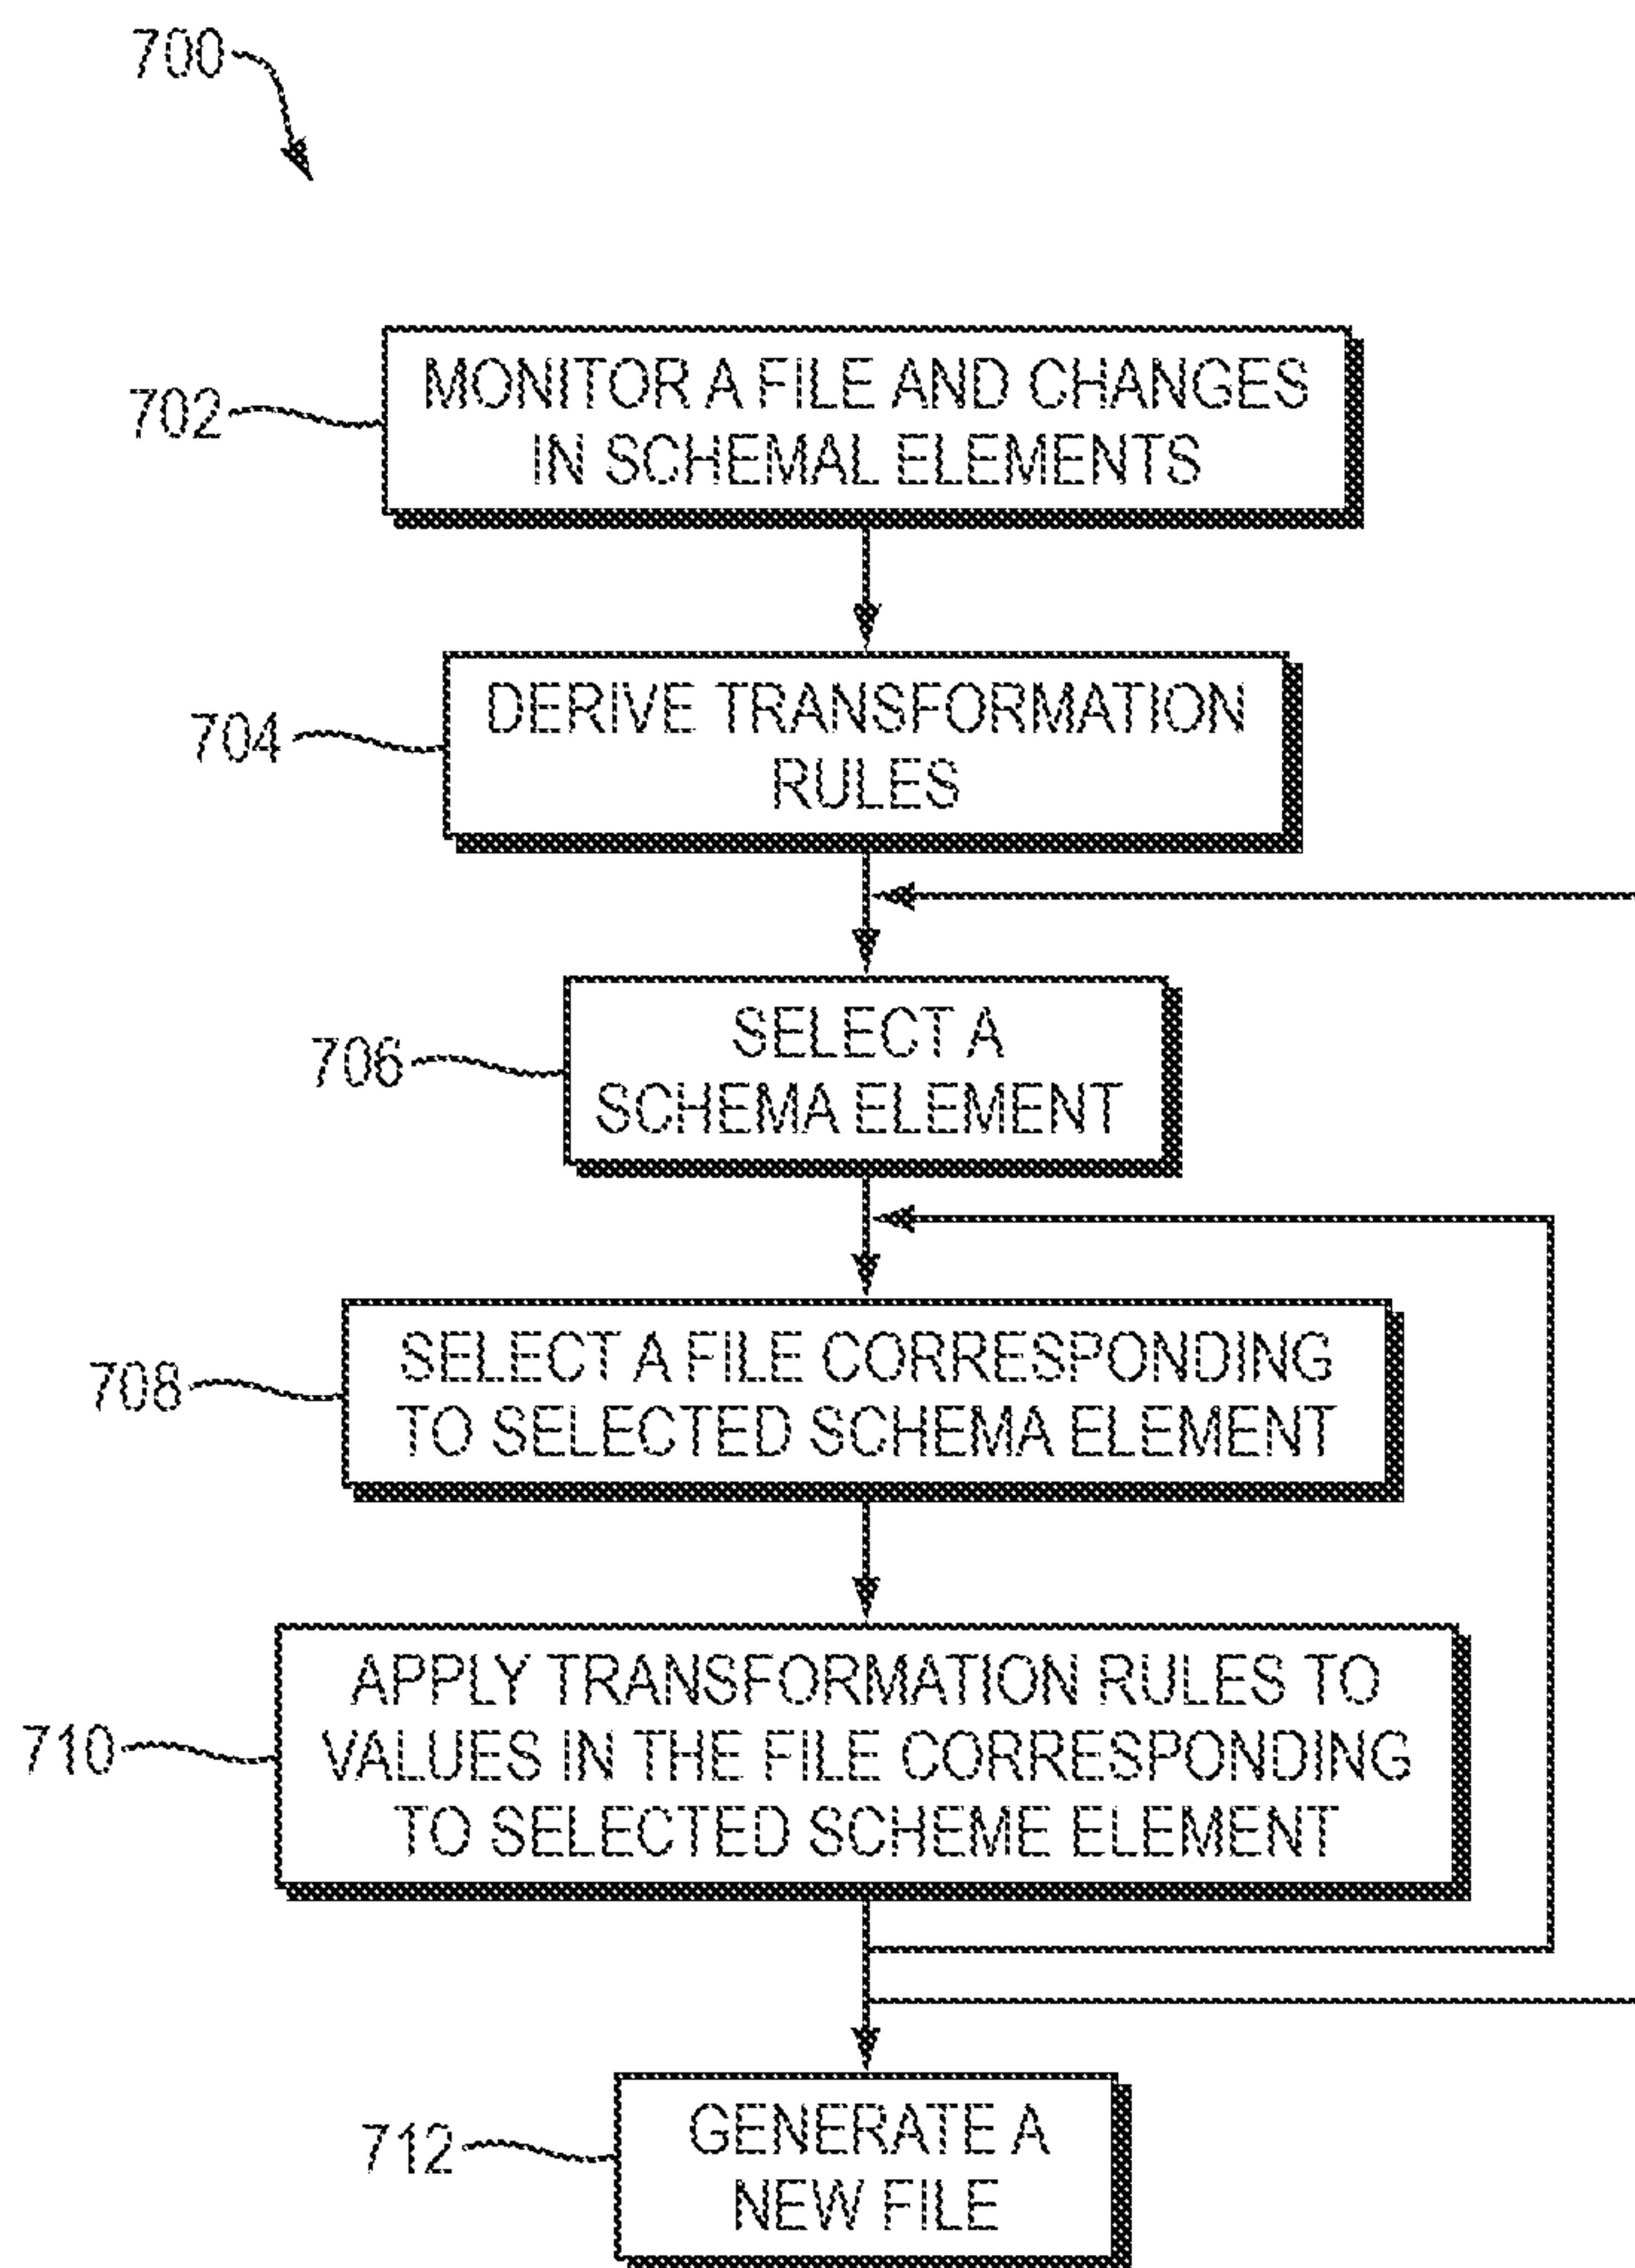 700
702
MONITOR A FILE AND CHANGES
IN SCHEMAL ELEMENTS
704
DERIVE TRANSFORMATION
RULES
706
SELECT A
SCHEMA ELEMENT
708
SELECT A FILE CORRESPONDING
TO SELECTED SCHEMA ELEMENT
710
APPLY TRANSFORMATION RULES TO
VALUES IN THE FILE CORRESPONDING
TO SELECTED SCHEME ELEMENT
712
GENERATE A
NEW FILE